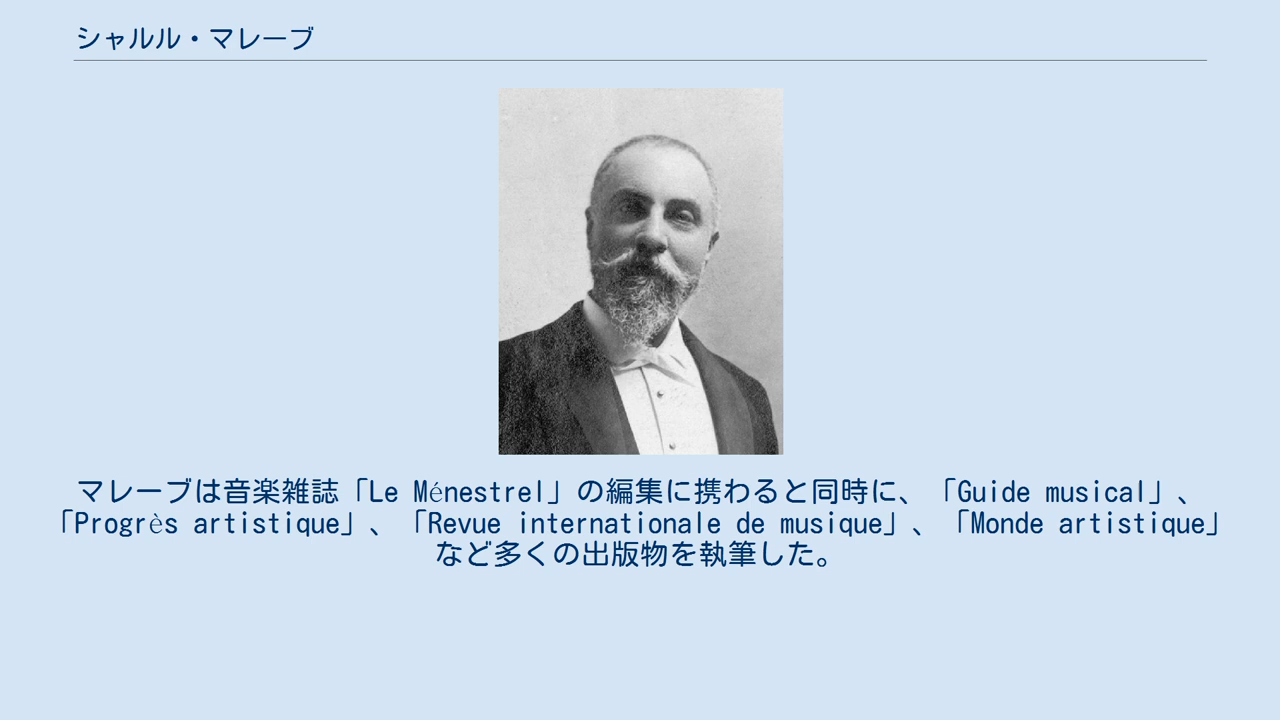 シャルル・マレーブ
マレーブは音楽雑誌「Le Ménestrel」の編集に携わると同時に、「Guide musical」、
「Progrès artistique」、「Revue internationale de musique」、「Monde artistique」
など多くの出版物を執筆した。